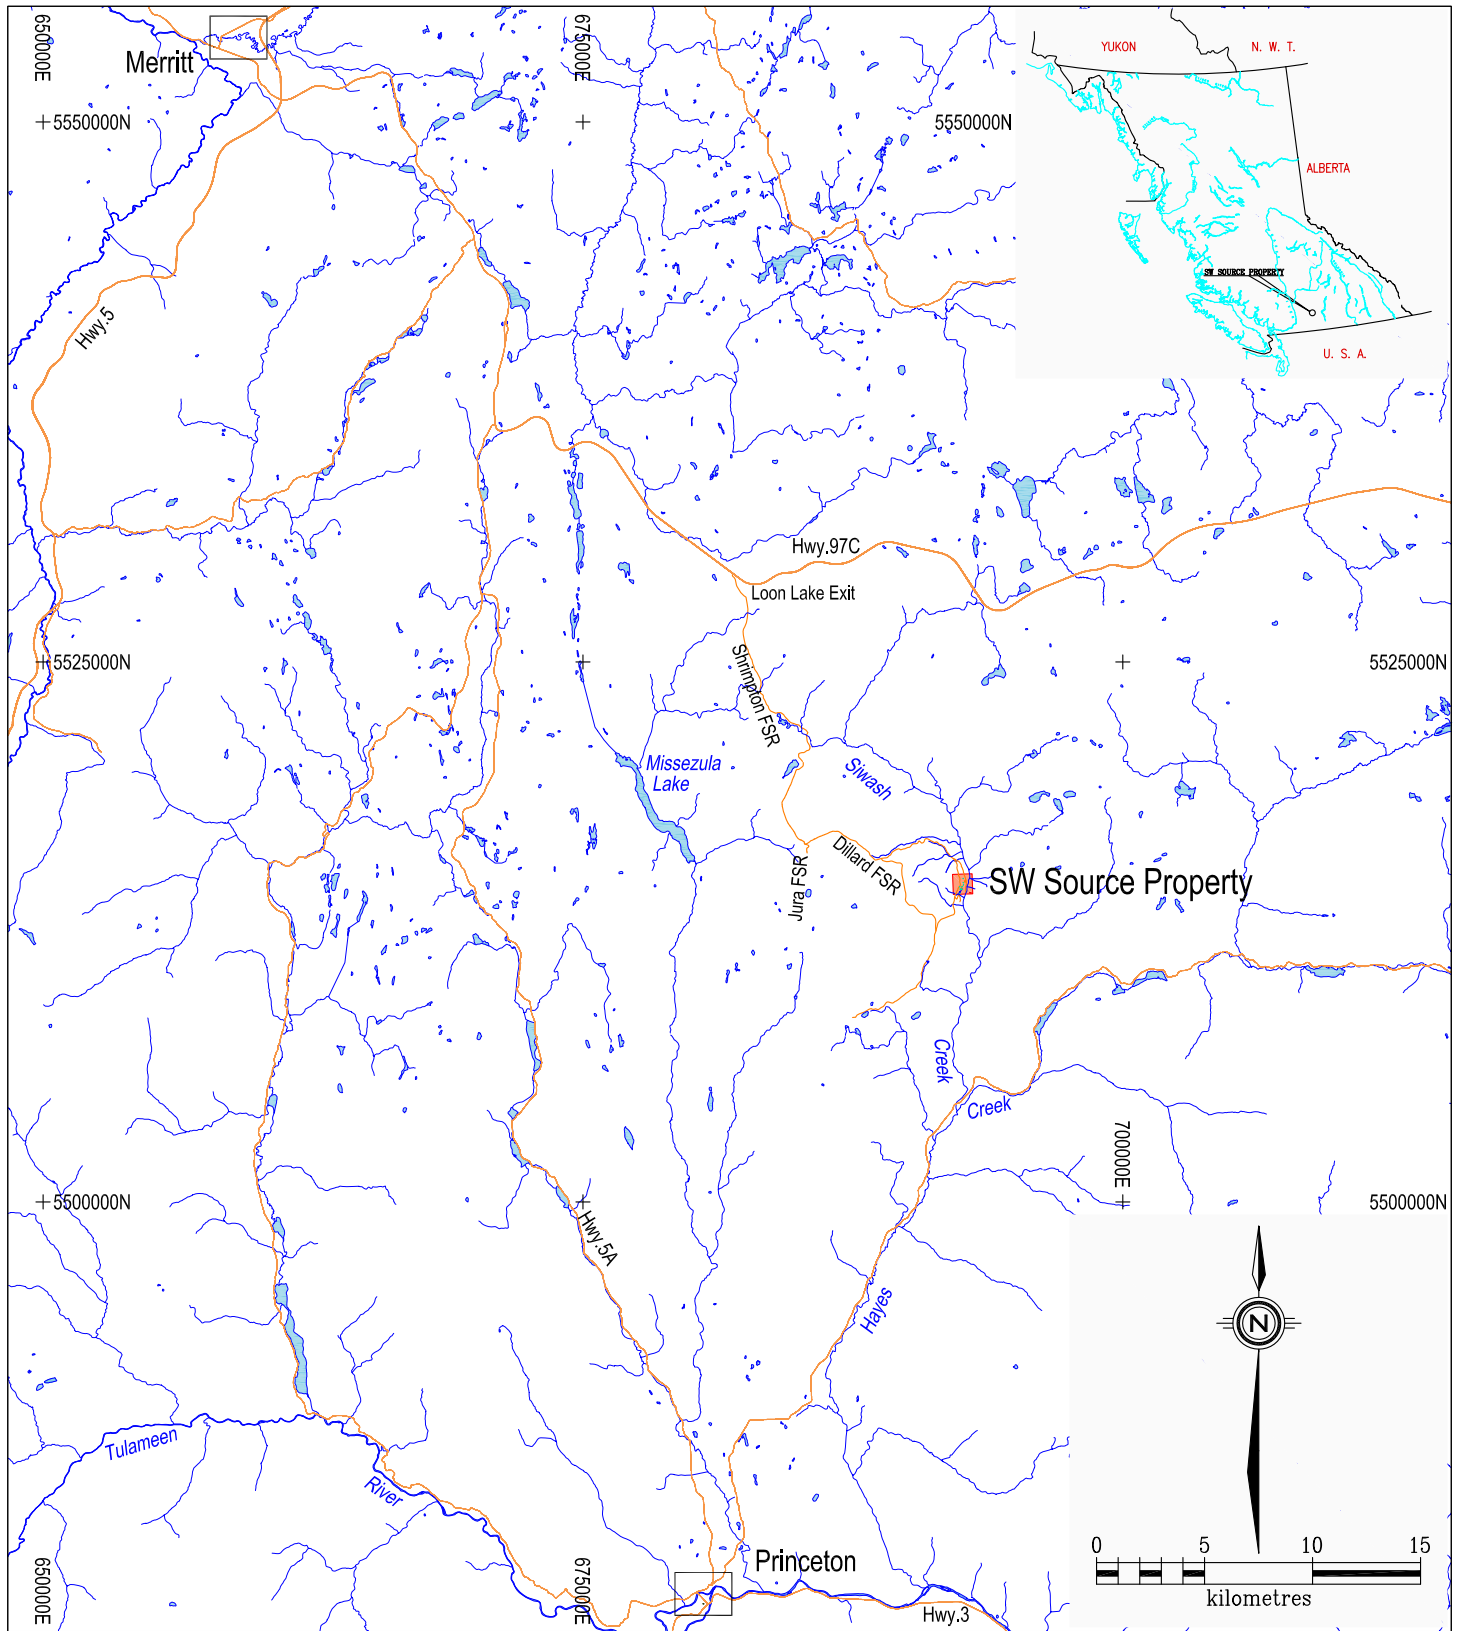 650000E
675000E
Merritt
5550000N
5550000N
YUKON
N. W. T.
ALBERTA
SW SOURCE PROPERTY
U. S. A.
Hwy.5
Hwy.97C
Loon Lake Exit
5525000N
5525000N
Shrimpton FSR
Missezula
Lake
Siwash
Dillard FSR
Jura FSR
SW Source Property
Creek
Creek
700000E
5500000N
5500000N
Hwy.5A
Hayes
N
Tulameen
River
0
5
10
15
kilometres
Princeton
650000E
675000E
Hwy.3